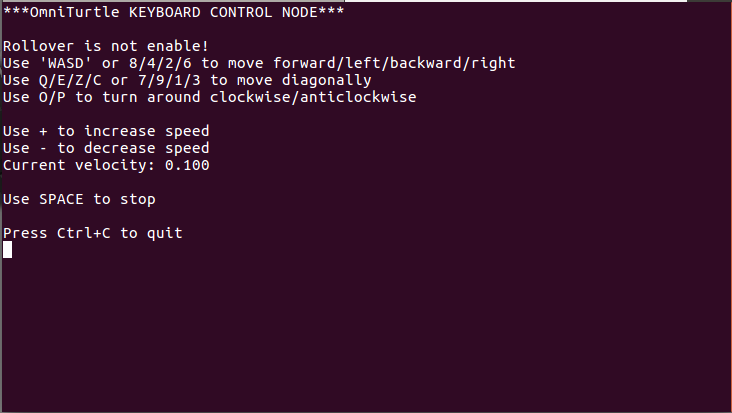 ***OmniTurtle KEYBOARD CONTROL NODE***
Rollover is not enable!
Use 'WASD' or 8/4/2/6 to move forward/left/backward/right
Use Q/E/Z/C or 7/9/1/3 to move diagonally
Use O/P to turn around clockwise/anticlockwise
Use + to increase speed
Use - to decrease speed
Current velocity: 0.100
Use SPACE to stop
Press Ctrl+C to quit